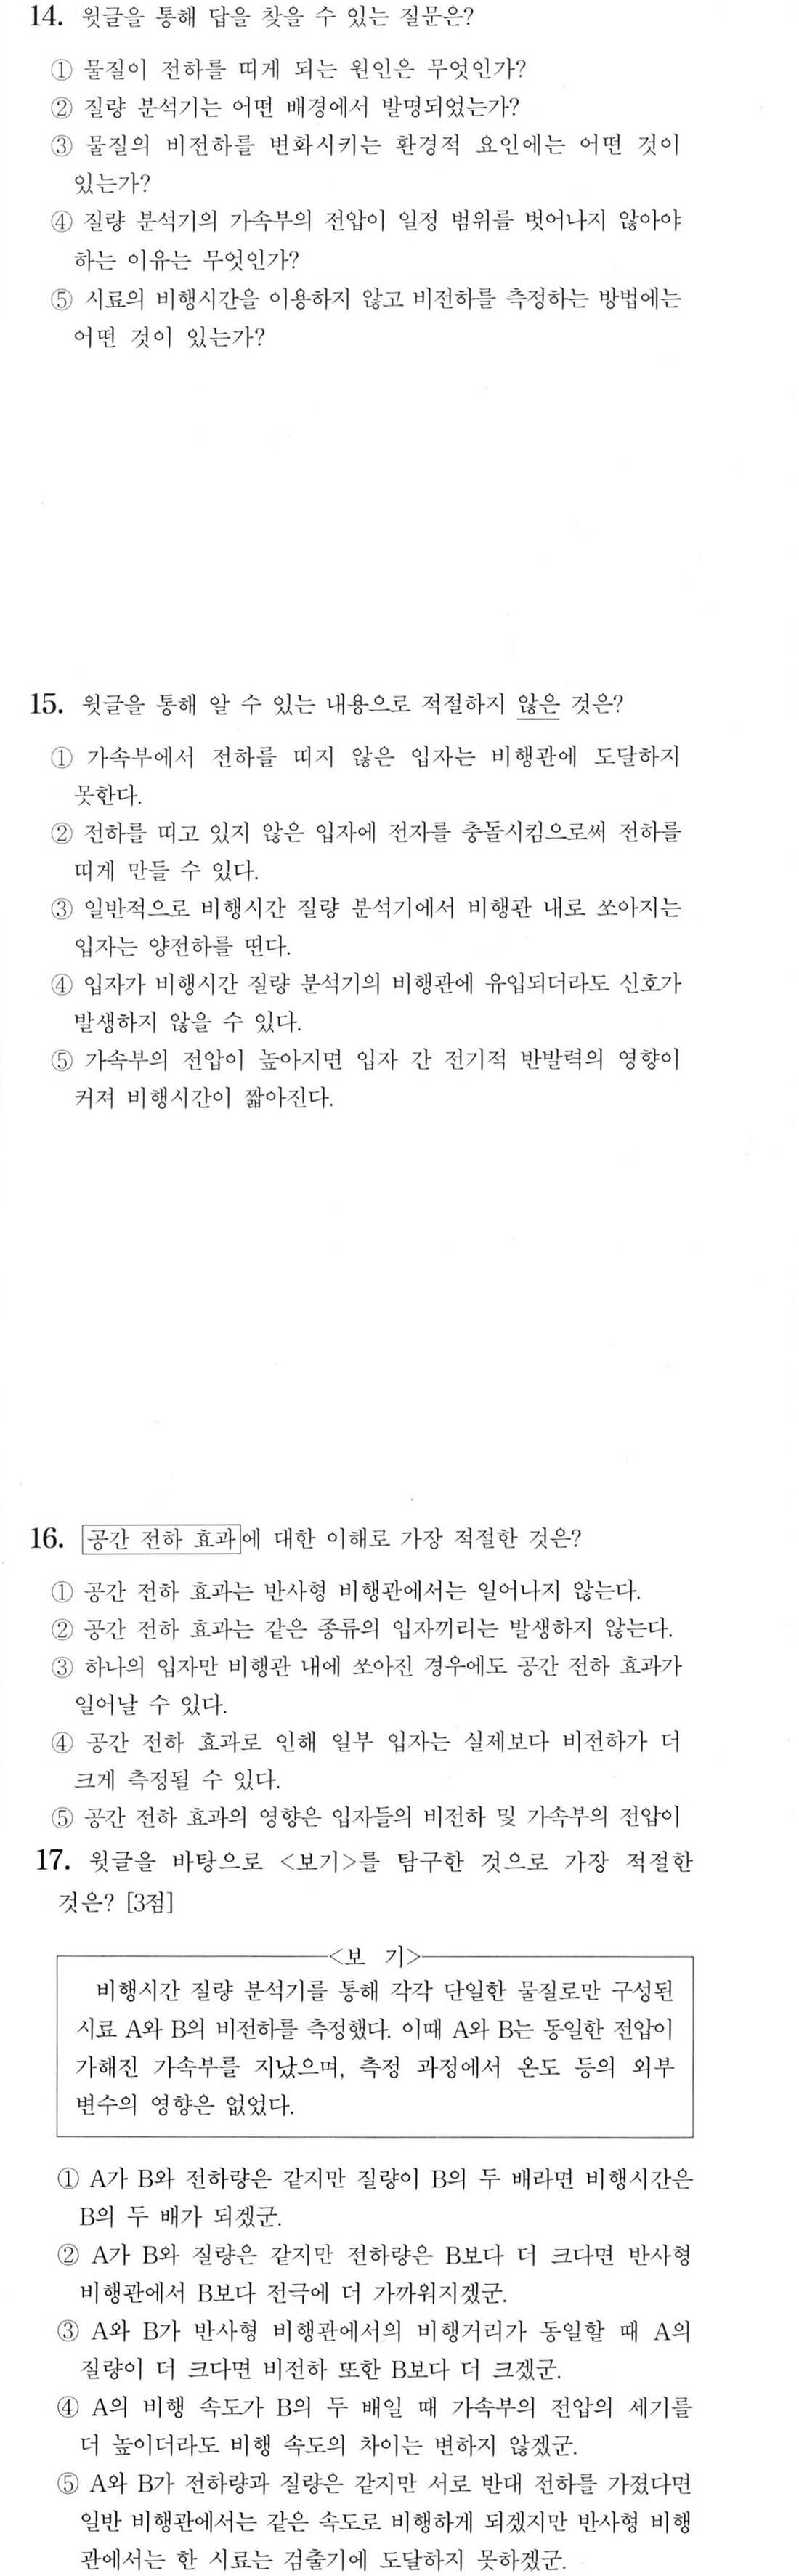 14. 윗글을 통해 답을 찾을 수 있는 질문은?
① 물질이 전하를 띠게 되는 원인은 무엇인가?
② 질량 분석기는 어떤 배경에서 발명되었는가?
③ 물질의 비전하를 변화시키는 환경적 요인에는 어떤 것이
있는가?
④ 질량 분석기의 가속부의 전압이 일정 범위를 벗어나지 않아야
하는 이유는 무엇인가?
⑤ 시료의 비행시간을 이용하지 않고 비전하를 측정하는 방법에는
어떤 것이 있는가?
15. 윗글을 통해 알 수 있는 내용으로 적절하지 않은 것은?
① 가속부에서 전하를 띠지 않은 입자는 비행관에 도달하지
못한다.
② 전하를 띠고 있지 않은 입자에 전자를 충돌시킴으로써 전하를
띠게 만들 수 있다.
③ 일반적으로 비행시간 질량 분석기에서 비행관 내로 쏘아지는
입자는 양전하를 띤다.
④ 입자가 비행시간 질량 분석기의 비행관에 유입되더라도 신호가
발생하지 않을 수 있다.
⑤ 가속부의 전압이 높아지면 입자 간 전기적 반발력의 영향이
커져 비행시간이 짧아진다.
16. 공간 전하 효과에 대한 이해로 가장 적절한 것은?
① 공간 전하 효과는 반사형 비행관에서는 일어나지 않는다.
② 공간 전하 효과는 같은 종류의 입자끼리는 발생하지 않는다.
③ 하나의 입자만 비행관 내에 쏘아진 경우에도 공간 전하 효과가
일어날 수 있다.
④ 공간 전하 효과로 인해 일부 입자는 실제보다 비전하가 더
크게 측정될 수 있다.
⑤ 공간 전하 효과의 영향은 입자들의 비전하 및 가속부의 전압이
17. 윗글을 바탕으로 <보기>를 탐구한 것으로 가장 적절한
것은? [3점]
<보 기>
비행시간 질량 분석기를 통해 각각 단일한 물질로만 구성된
시료 A와 B의 비전하를 측정했다. 이때 A와 B는 동일한 전압이
가해진 가속부를 지났으며, 측정 과정에서 온도 등의 외부
변수의 영향은 없었다.
① A가 B와 전하량은 같지만 질량이 B의 두 배라면 비행시간은
B의 두 배가 되겠군.
② A가 B와 질량은 같지만 전하량은 B보다 더 크다면 반사형
비행관에서 B보다 전극에 더 가까워지겠군.
③ A와 B가 반사형 비행관에서의 비행거리가 동일할 때 A의
질량이 더 크다면 비전하 또한 B보다 더 크겠군.
④ A의 비행 속도가 B의 두 배일 때 가속부의 전압의 세기를
더 높이더라도 비행 속도의 차이는 변하지 않겠군.
⑤ A와 B가 전하량과 질량은 같지만 서로 반대 전하를 가졌다면
일반 비행관에서는 같은 속도로 비행하게 되겠지만 반사형 비행
관에서는 한 시료는 검출기에 도달하지 못하겠군.